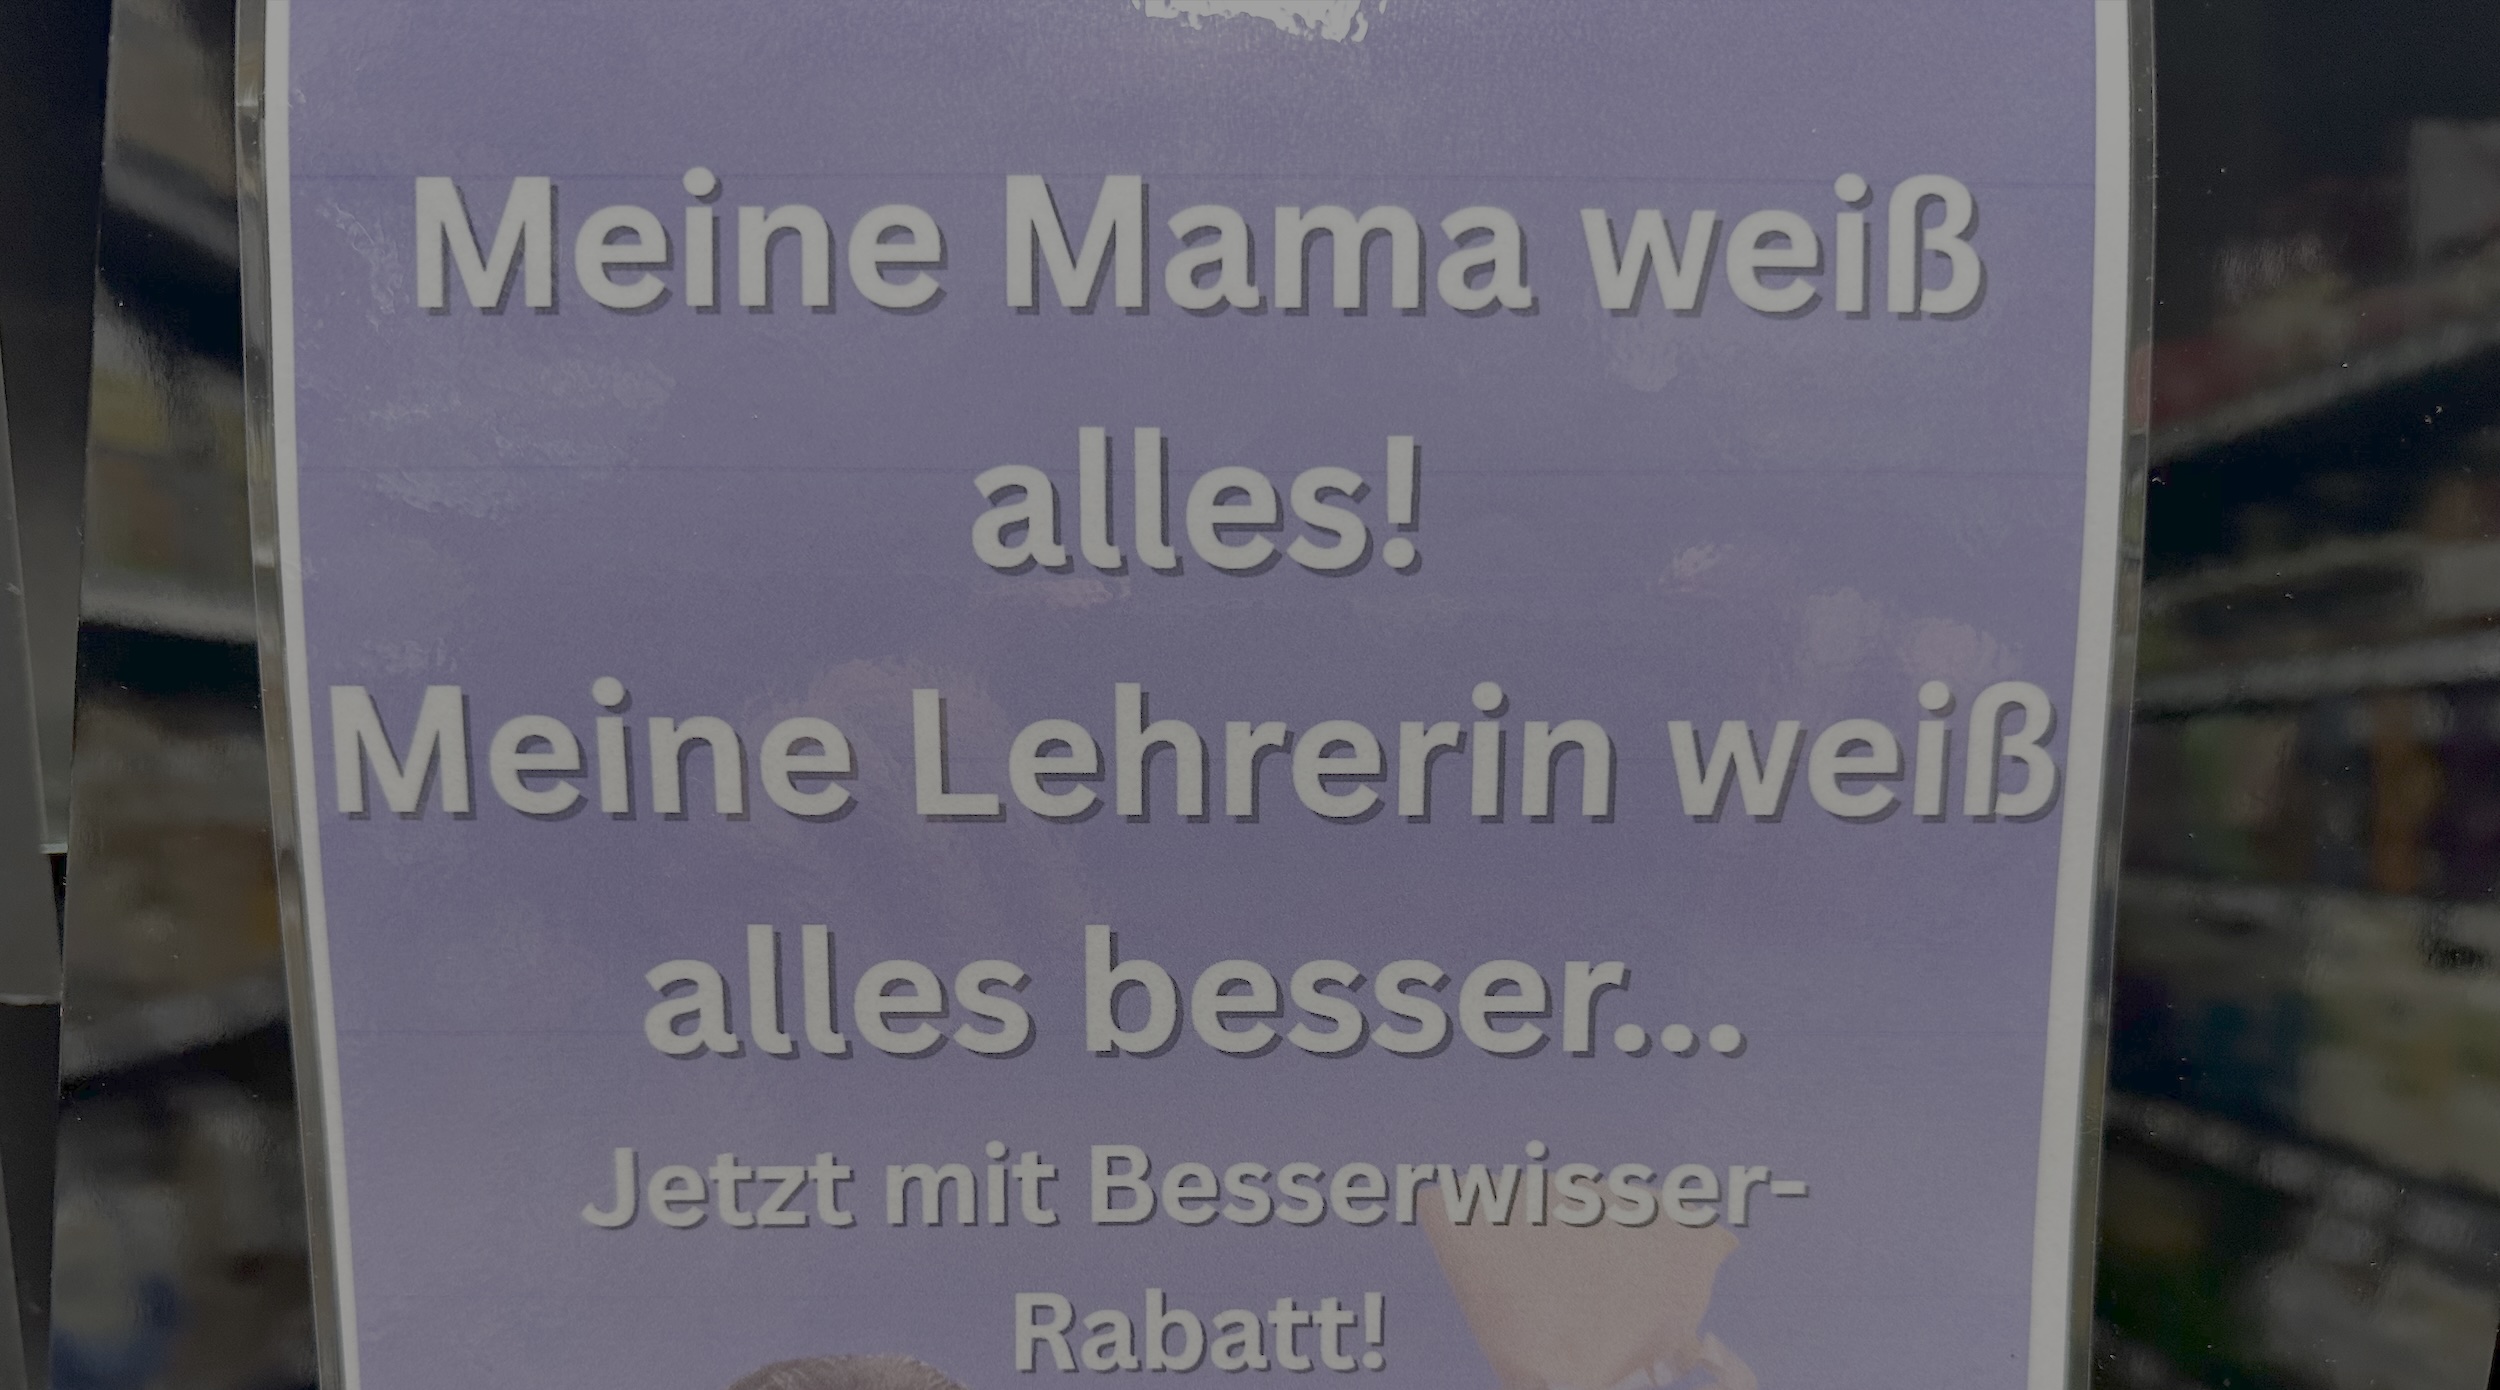 Meine Mama weiß
alles!
Meine Lehrerin weiß
alles besser...
Jetzt mit Besserwisser-
Rabatt!